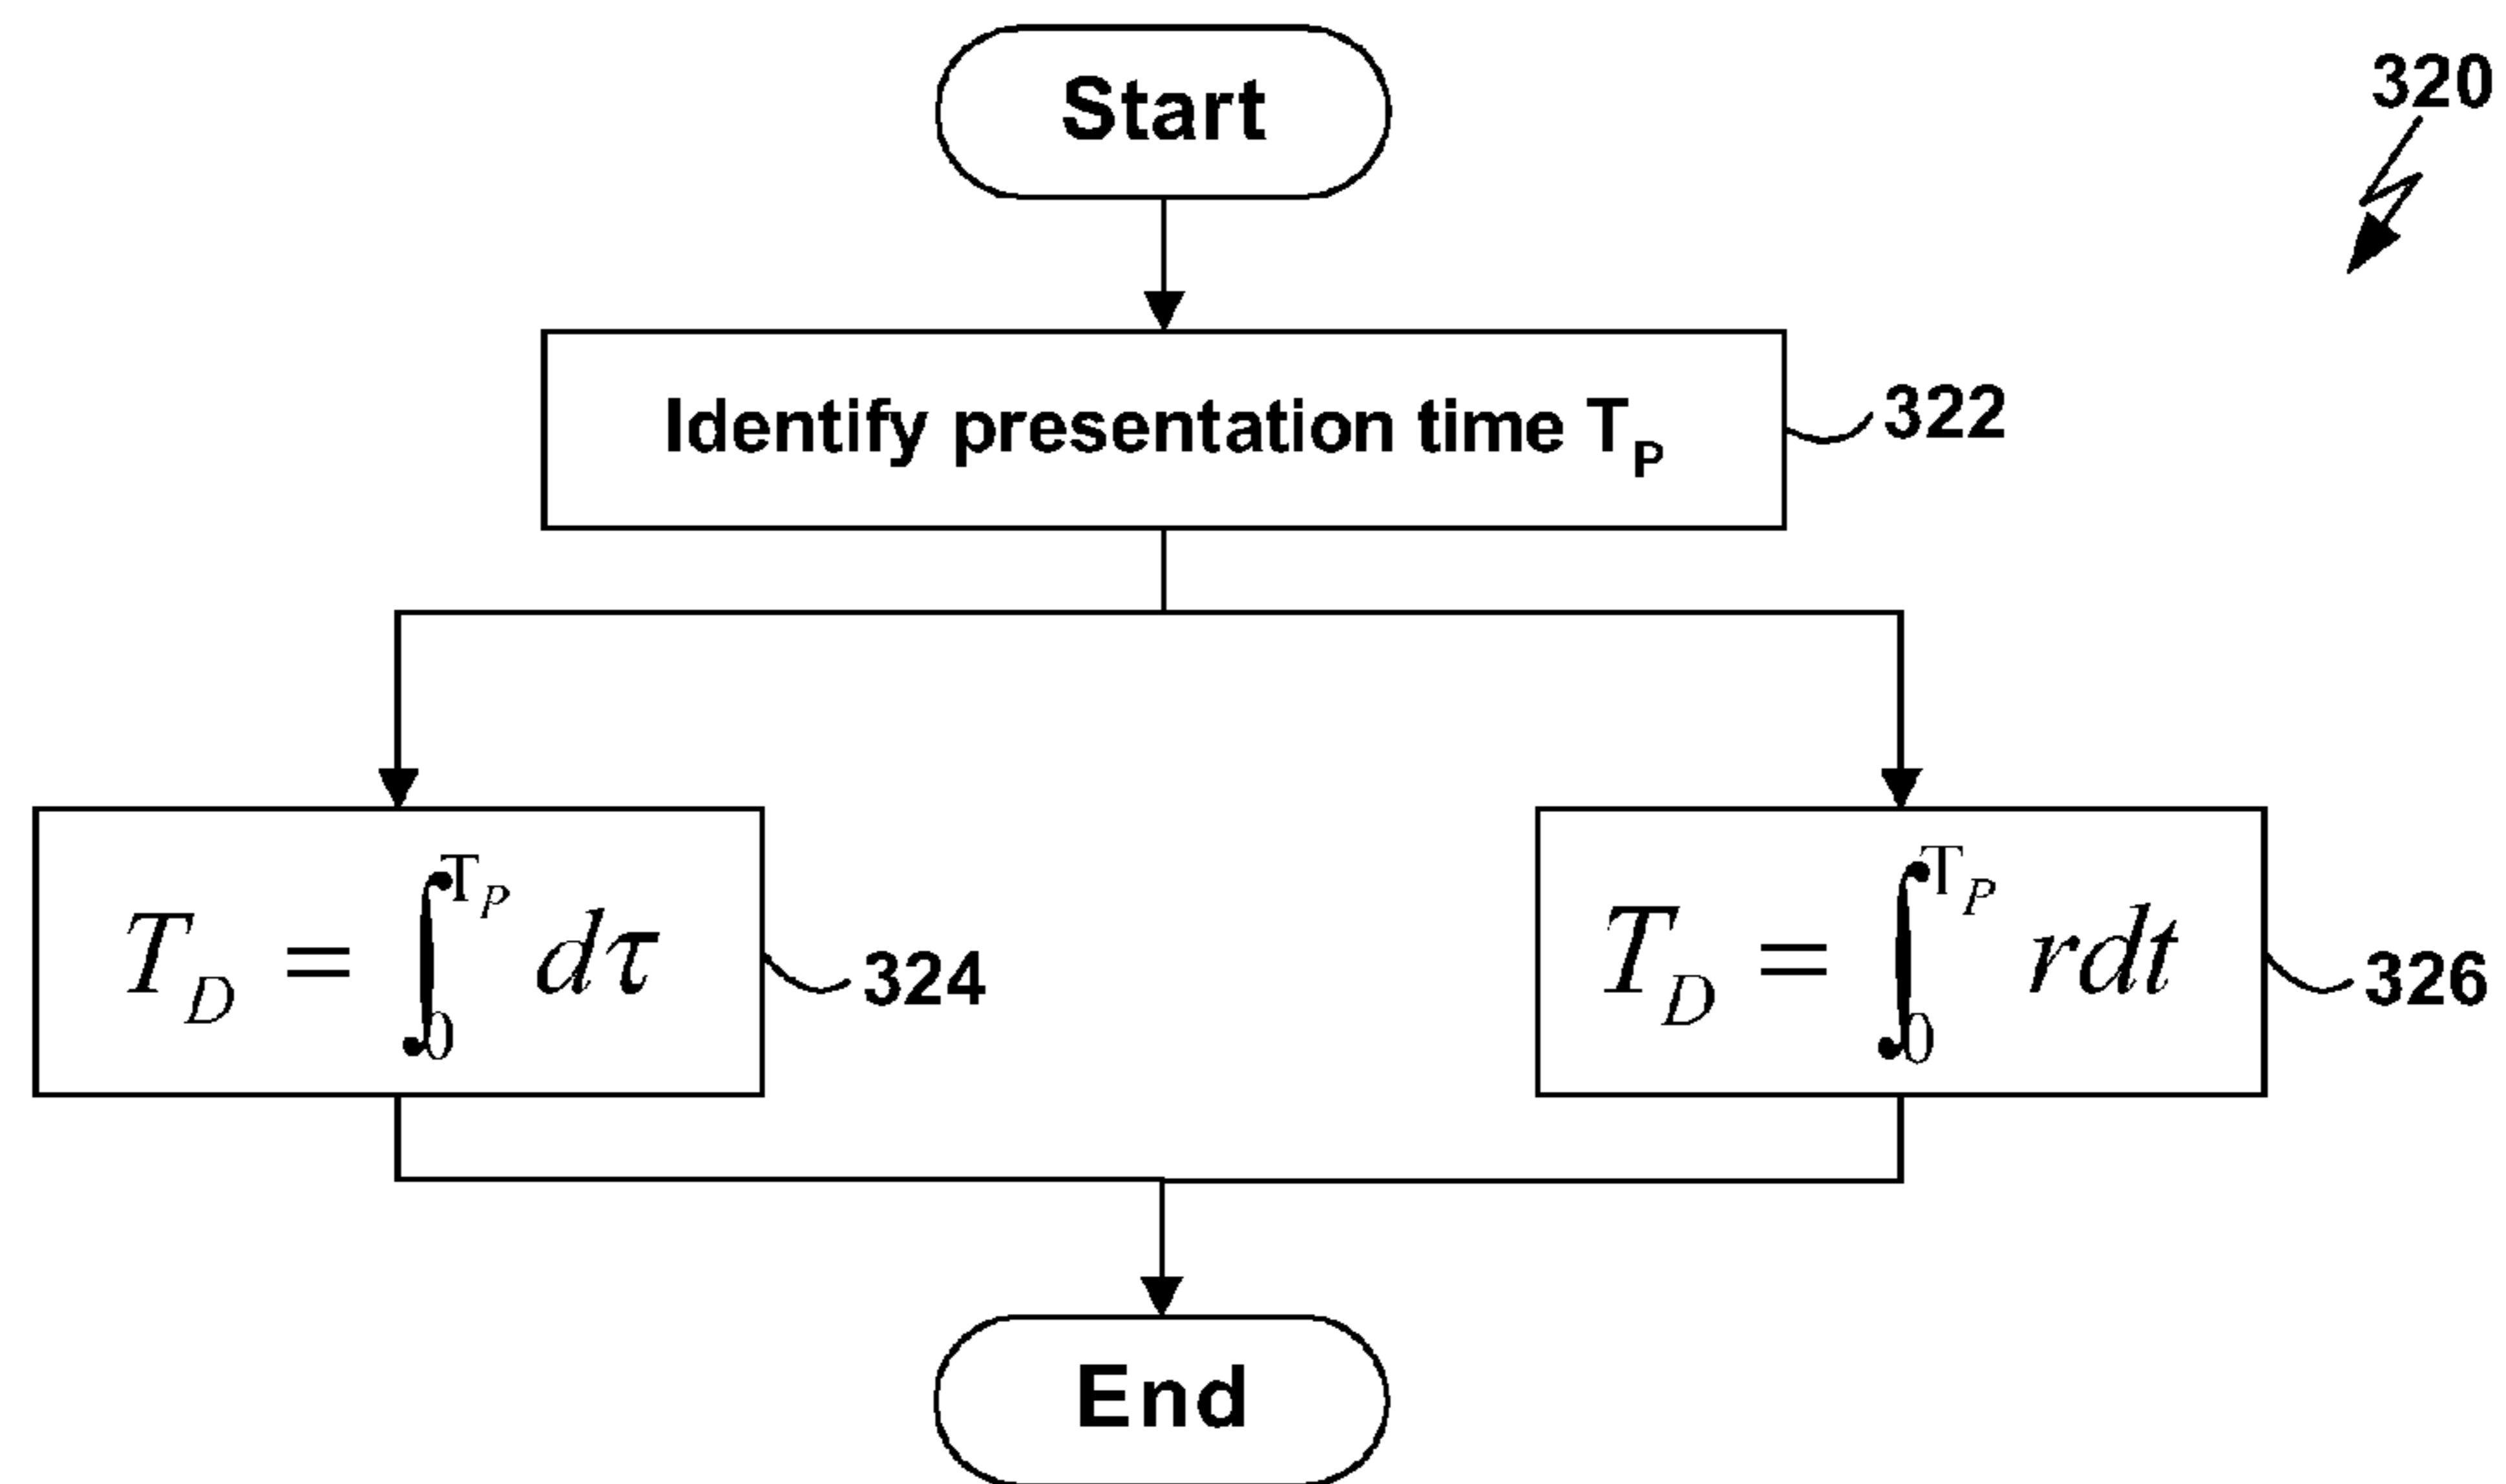 Start
320
Identify presentation time T_P
322
T_D = ∫_0^{T_P} dτ
324
T_D = ∫_0^{T_P} rdt
326
End